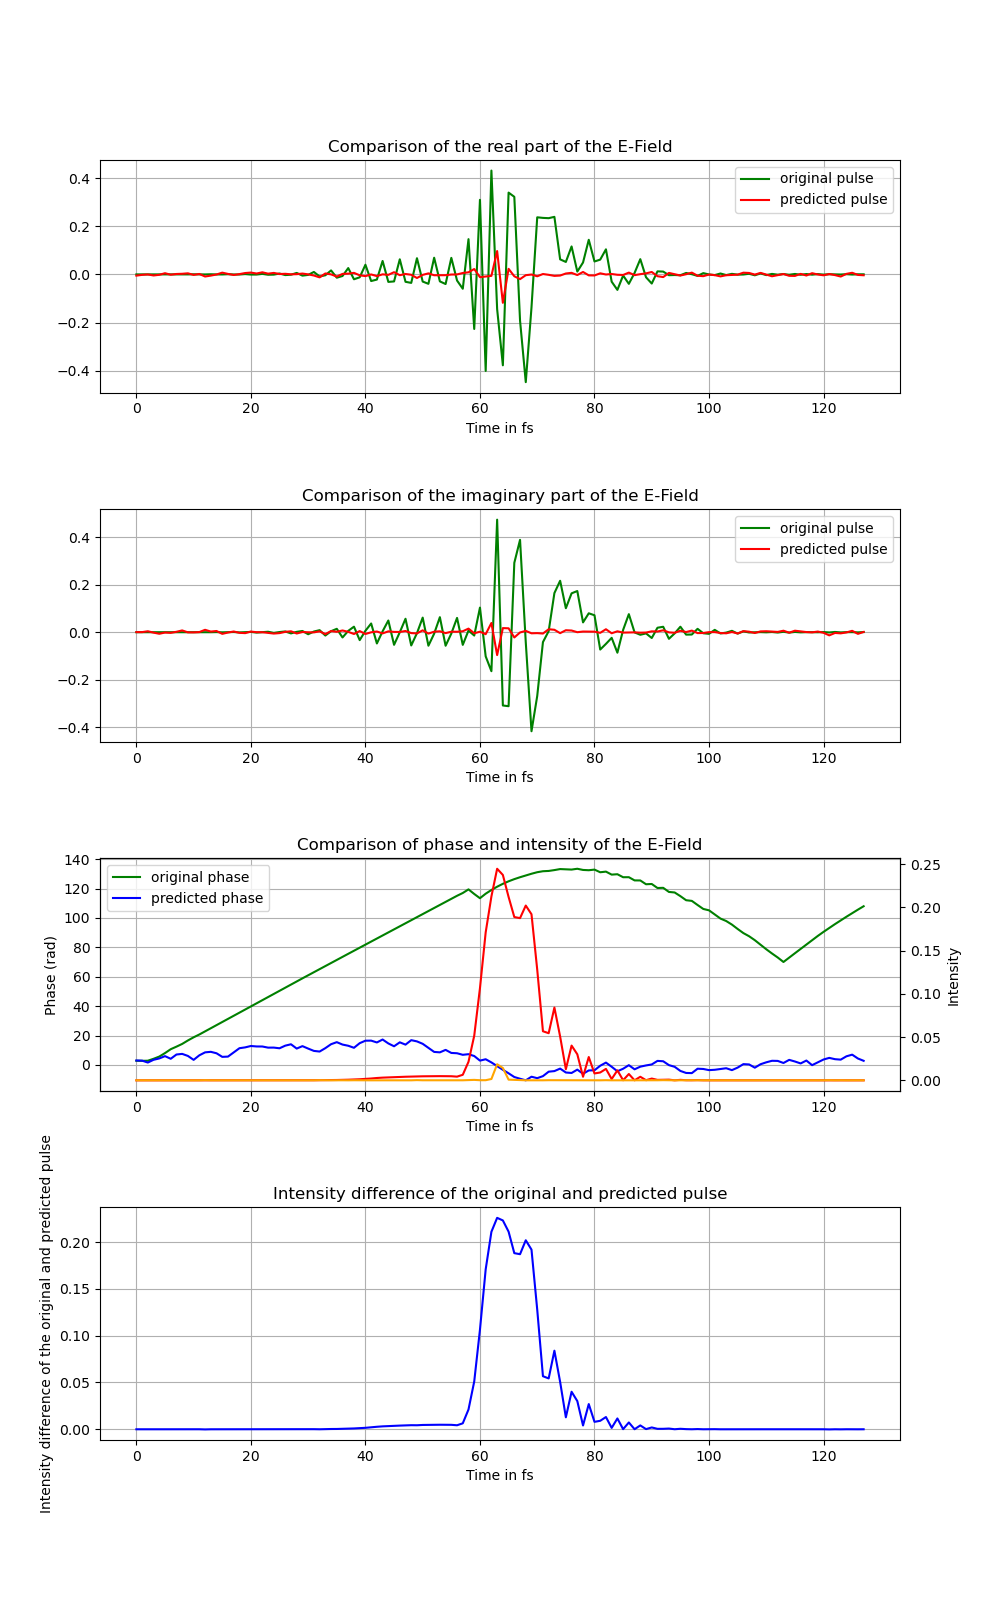 Comparison of the real part of the E-Field
0.4
0.2
0.0
−0.2
−0.4
original pulse
predicted pulse
0 20 40 60 80 100 120
Time in fs
Comparison of the imaginary part of the E-Field
0.4
0.2
0.0
−0.2
−0.4
original pulse
predicted pulse
0 20 40 60 80 100 120
Time in fs
Comparison of phase and intensity of the E-Field
Phase (rad)
140
120
100
80
60
40
20
0
original phase
predicted phase
0.25
0.20
0.15
0.10
0.05
0.00
Intensity
0 20 40 60 80 100 120
Time in fs
Intensity difference of the original and predicted pulse
Intensity difference of the original and predicted pulse
0.20
0.15
0.10
0.05
0.00
0 20 40 60 80 100 120
Time in fs